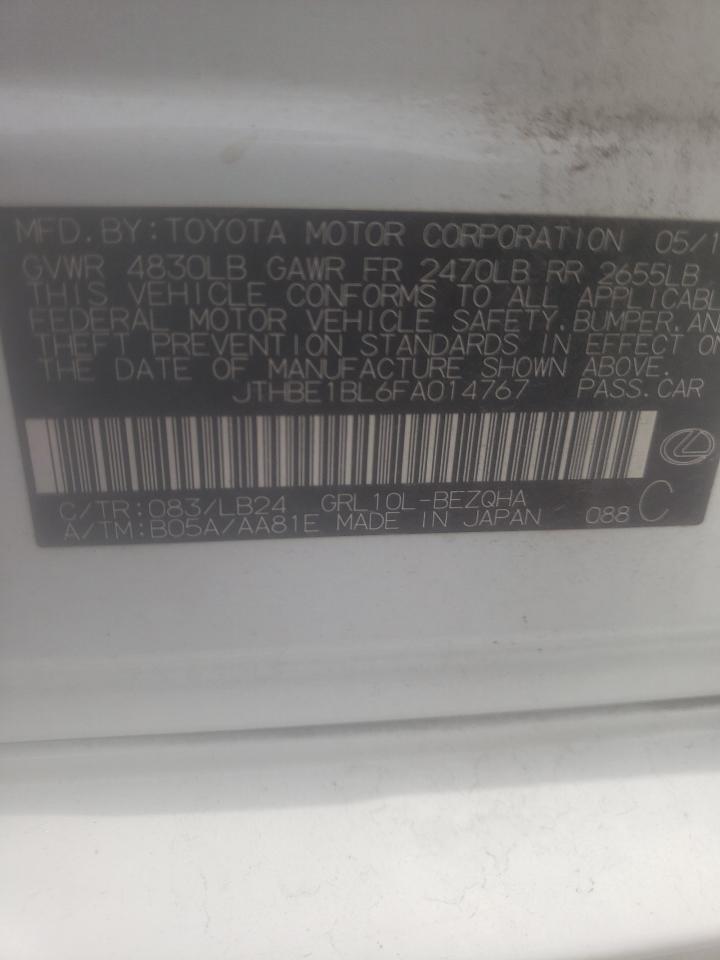 MFD. BY: TOYOTA MOTOR CORPORATION 05/1
GVWR 4830LB GAWR FR 2470LB RR 2655LB
THIS VEHICLE CONFORMS TO ALL APPLICABL
FEDERAL MOTOR VEHICLE SAFETY. BUMPER. AN
THEFT PREVENTION STANDARDS IN EFFECT ON
THE DATE OF MANUFACTURE SHOWN ABOVE.
JTHBE1BL6FA014767 PASS. CAR
C/TR: 083/LB24 GRL10L-BEZQHA
A/TM: B05A/AA81E MADE IN JAPAN 088 C